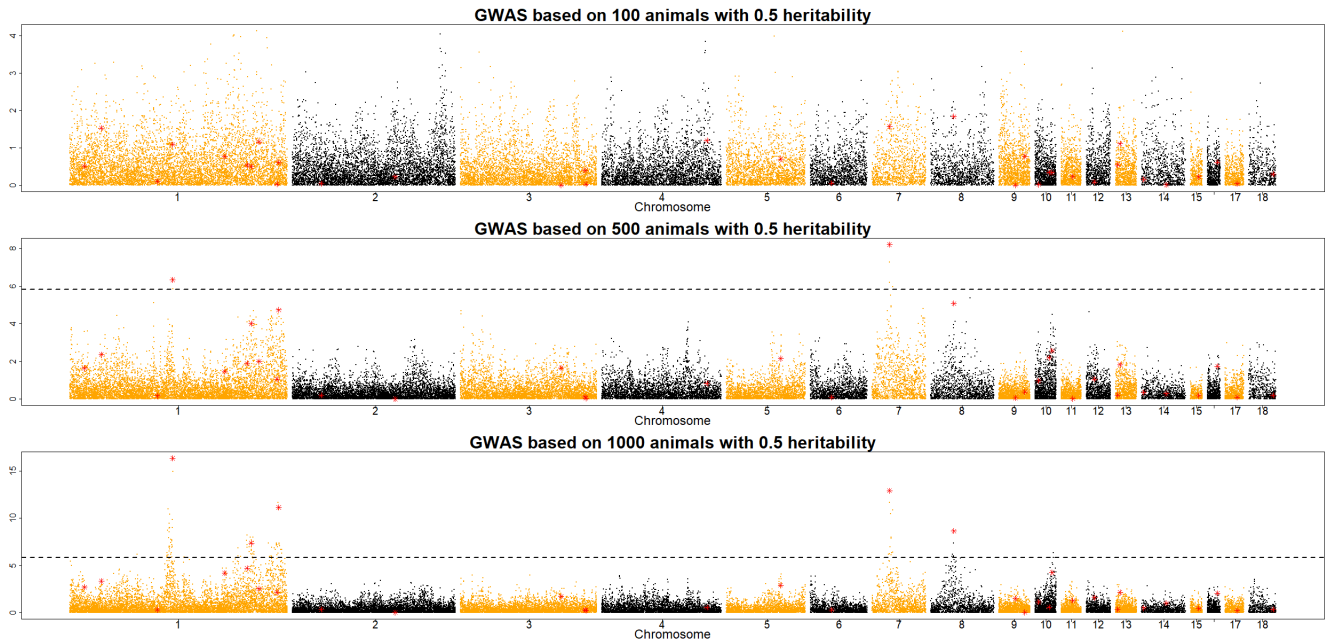 GWAS based on 100 animals with 0.5 heritability
4
3
2
1
0
1 2 3 4 5 6 7 8 9 10 11 12 13 14 15 17 18
Chromosome
GWAS based on 500 animals with 0.5 heritability
8
6
4
2
0
1 2 3 4 5 6 7 8 9 10 11 12 13 14 15 17 18
Chromosome
GWAS based on 1000 animals with 0.5 heritability
15
10
5
0
1 2 3 4 5 6 7 8 9 10 11 12 13 14 15 17 18
Chromosome